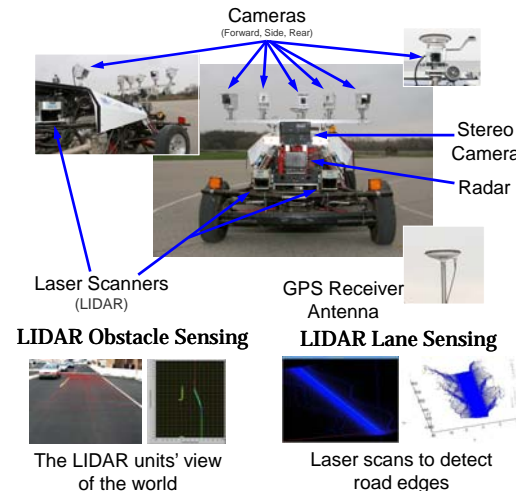 Cameras
(Forward, Side, Rear)
Stereo
Camera
Radar
Laser Scanners
(LIDAR)
GPS Receiver
Antenna
LIDAR Obstacle Sensing
LIDAR Lane Sensing
The LIDAR units' view
of the world
Laser scans to detect
road edges